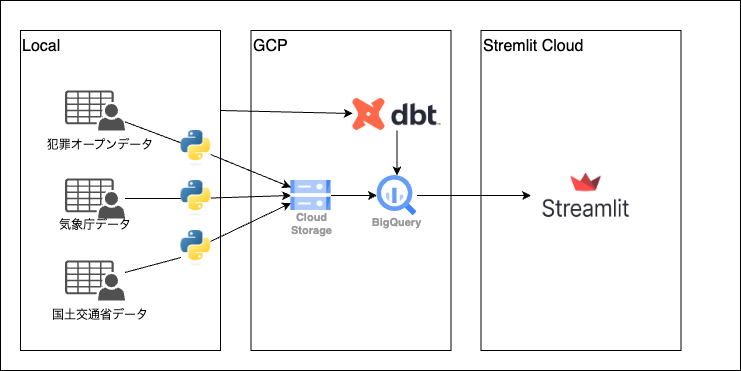 Local
GCP
Stremlit Cloud
犯罪オープンデータ
気象庁データ
国土交通省データ
dbt
Cloud
Storage
BigQuery
Streamlit